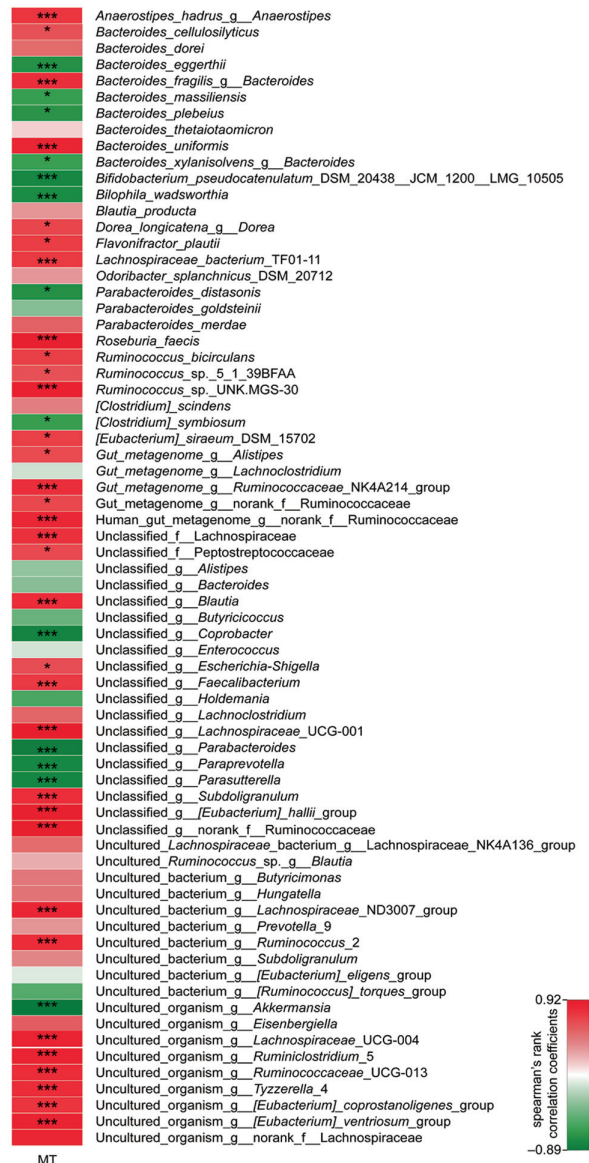 *** Anaerostipes_hadrus_g__Anaerostipes
* Bacteroides_cellulosilyticus
Bacteroides_dorei
*** Bacteroides_eggerthii
*** Bacteroides_fragilis_g__Bacteroides
* Bacteroides_massiliensis
* Bacteroides_plebeius
Bacteroides_thetaiotaomicron
*** Bacteroides_uniformis
* Bacteroides_xylanisolvens_g__Bacteroides
*** Bifidobacterium_pseudocatenulatum_DSM_20438__JCM_1200__LMG_10505
*** Bilophila_wadsworthia
Blautia_producta
* Dorea_longicatena_g__Dorea
* Flavonifractor_plautii
*** Lachnospiraceae_bacterium_TF01-11
Odoribacter_splanchnicus_DSM_20712
* Parabacteroides_distasonis
Parabacteroides_goldsteinii
Parabacteroides_merdae
*** Roseburia_faecis
* Ruminococcus_bicirculans
* Ruminococcus_sp._5_1_39BFAA
*** Ruminococcus_sp._UNK.MGS-30
[Clostridium]_scindens
* [Clostridium]_symbiosum
* [Eubacterium]_siraeum_DSM_15702
* Gut_metagenome_g__Alistipes
Gut_metagenome_g__Lachnoclostridium
*** Gut_metagenome_g__Ruminococcaceae_NK4A214_group
* Gut_metagenome_g__norank_f__Ruminococcaceae
*** Human_gut_metagenome_g__norank_f__Ruminococcaceae
*** Unclassified_f__Lachnospiraceae
* Unclassified_f__Peptostreptococcaceae
Unclassified_g__Alistipes
Unclassified_g__Bacteroides
*** Unclassified_g__Blautia
Unclassified_g__Butyricicoccus
*** Unclassified_g__Coprobacter
Unclassified_g__Enterococcus
* Unclassified_g__Escherichia-Shigella
*** Unclassified_g__Faecalibacterium
Unclassified_g__Holdemania
Unclassified_g__Lachnoclostridium
*** Unclassified_g__Lachnospiraceae_UCG-001
*** Unclassified_g__Parabacteroides
*** Unclassified_g__Paraprevotella
*** Unclassified_g__Parasutterella
*** Unclassified_g__Subdoligranulum
*** Unclassified_g__[Eubacterium]_hallii_group
*** Unclassified_g__norank_f__Ruminococcaceae
Uncultured_Lachnospiraceae_bacterium_g__Lachnospiraceae_NK4A136_group
Uncultured_Ruminococcus_sp._g__Blautia
Uncultured_bacterium_g__Butyricimonas
Uncultured_bacterium_g__Hungatella
*** Uncultured_bacterium_g__Lachnospiraceae_ND3007_group
Uncultured_bacterium_g__Prevotella_9
*** Uncultured_bacterium_g__Ruminococcus_2
Uncultured_bacterium_g__Subdoligranulum
Uncultured_bacterium_g__[Eubacterium]_eligens_group
Uncultured_bacterium_g__[Ruminococcus]_torques_group
*** Uncultured_organism_g__Akkermansia
Uncultured_organism_g__Eisenbergiella
*** Uncultured_organism_g__Lachnospiraceae_UCG-004
*** Uncultured_organism_g__Ruminiclostridium_5
*** Uncultured_organism_g__Ruminococcaceae_UCG-013
*** Uncultured_organism_g__Tyzzerella_4
*** Uncultured_organism_g__[Eubacterium]_coprostanoligenes_group
*** Uncultured_organism_g__[Eubacterium]_ventriosum_group
Uncultured_organism_g__norank_f__Lachnospiraceae
MT
0.92
spearman's rank
correlation coefficients
−0.89